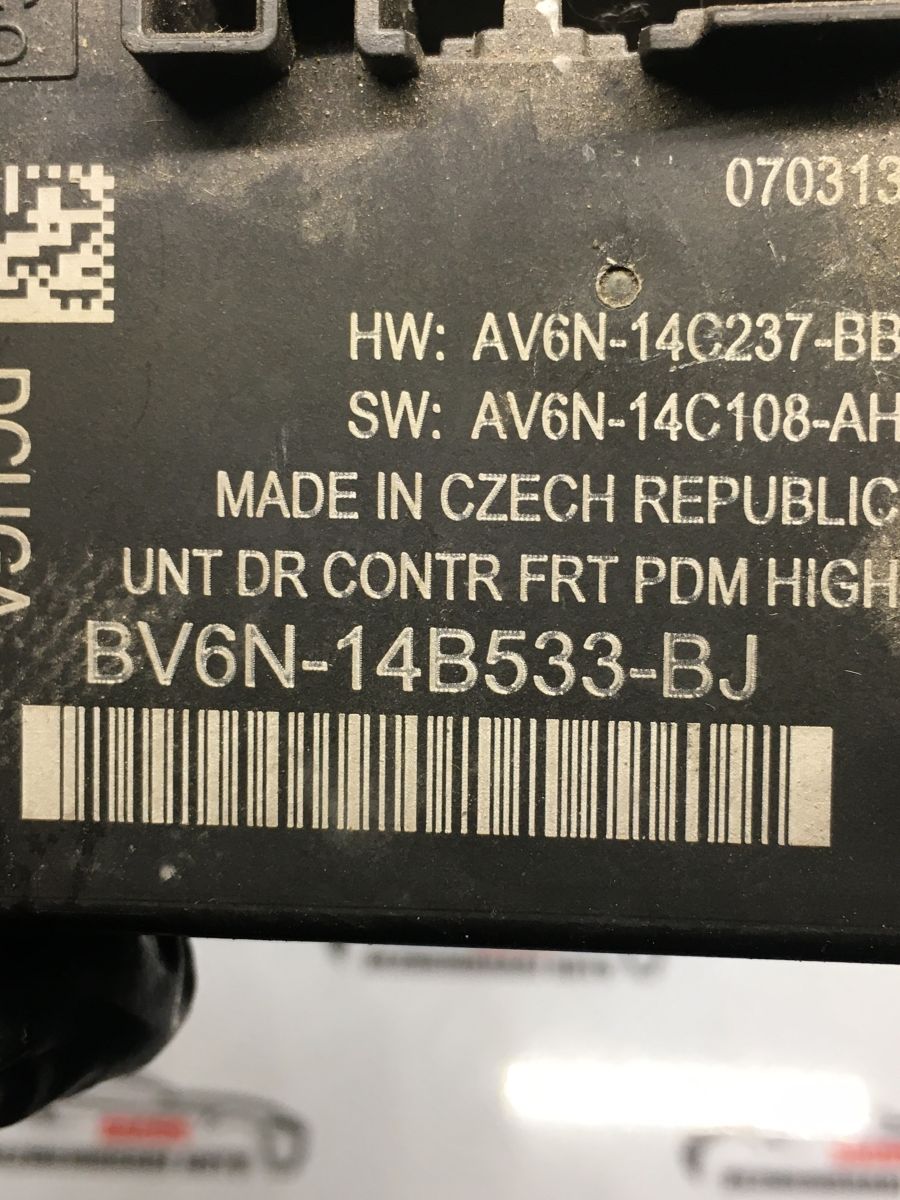 070313
HW: AV6N-14C237-BB
SW: AV6N-14C108-AH
MADE IN CZECH REPUBLIC
UNT DR CONTR FRT PDM HIGH
BV6N-14B533-BJ